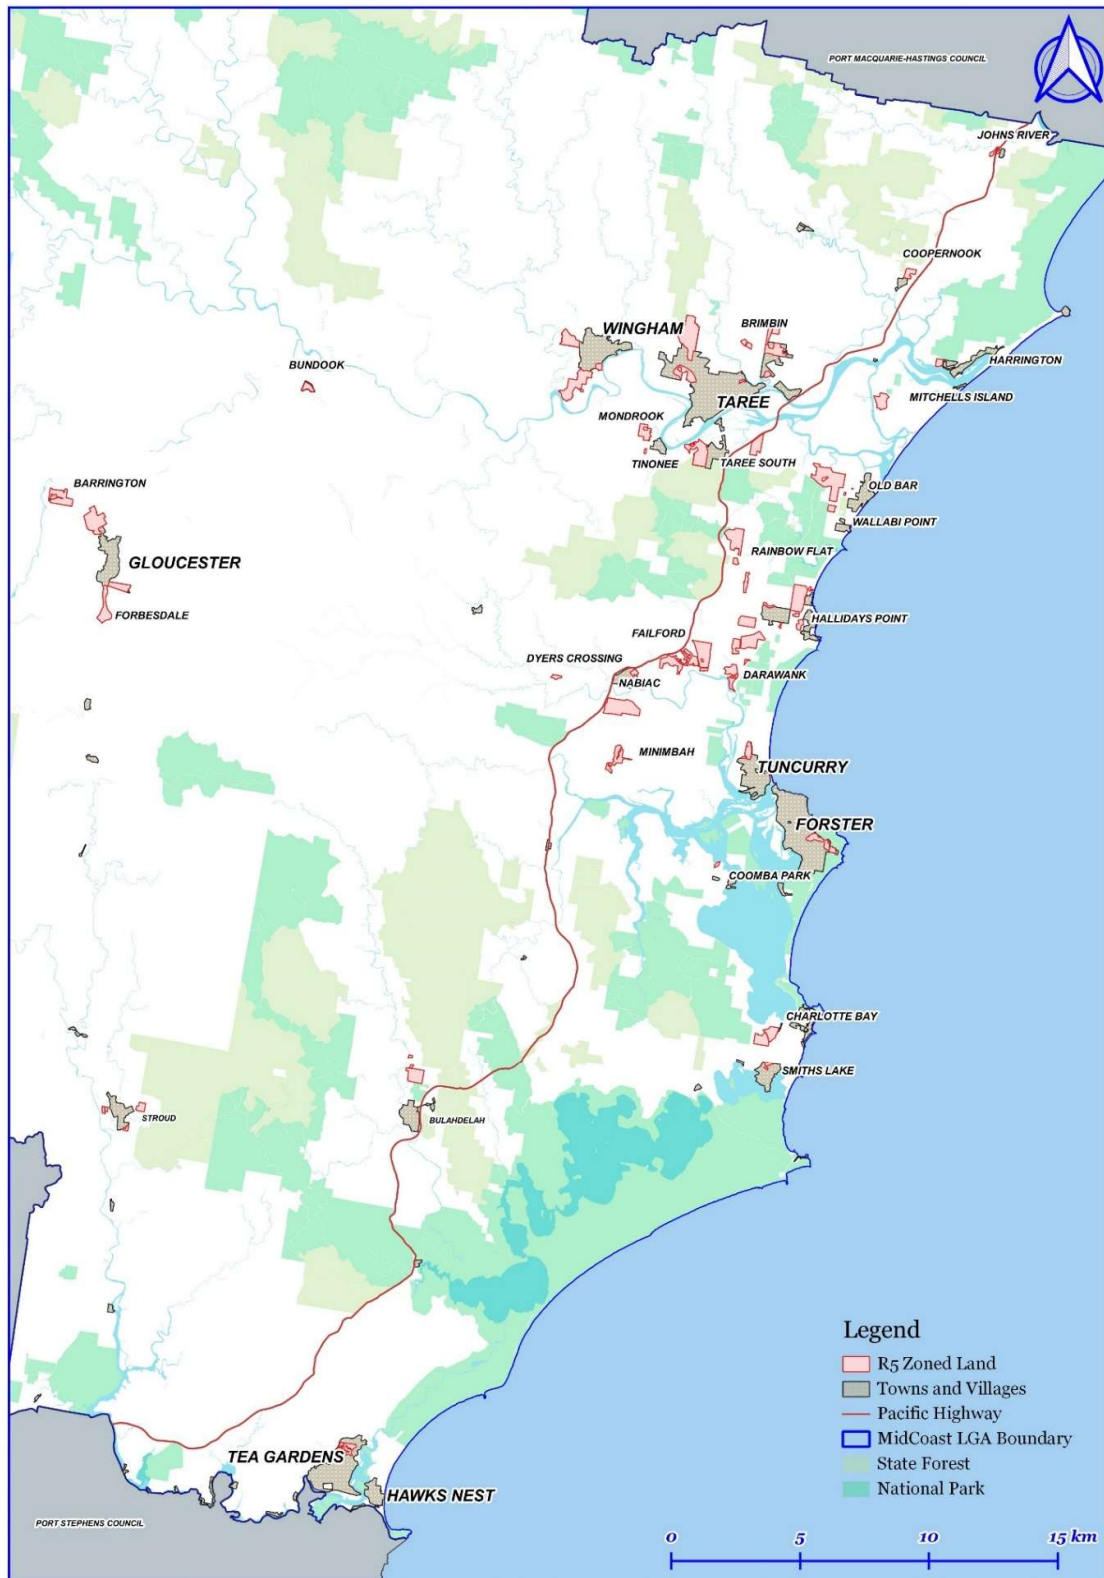 PORT MACQUARIE-HASTINGS COUNCIL
JOHNS RIVER
COOPERNOOK
WINGHAM
BRIMBIN
HARRINGTON
BUNDOOK
TAREE
MITCHELLS ISLAND
MONDROOK
TINONEE
TAREE SOUTH
BARRINGTON
OLD BAR
WALLABI POINT
RAINBOW FLAT
GLOUCESTER
FORBESDALE
HALLIDAYS POINT
FAILFORD
DYERS CROSSING
DARAWANK
NABIAC
MINIMBAH
TUNCURRY
FORSTER
COOMBA PARK
CHARLOTTE BAY
SMITHS LAKE
STROUD
BULAHDELAH
TEA GARDENS
HAWKS NEST
PORT STEPHENS COUNCIL
Legend
R5 Zoned Land
Towns and Villages
Pacific Highway
MidCoast LGA Boundary
State Forest
National Park
0 5 10 15 km